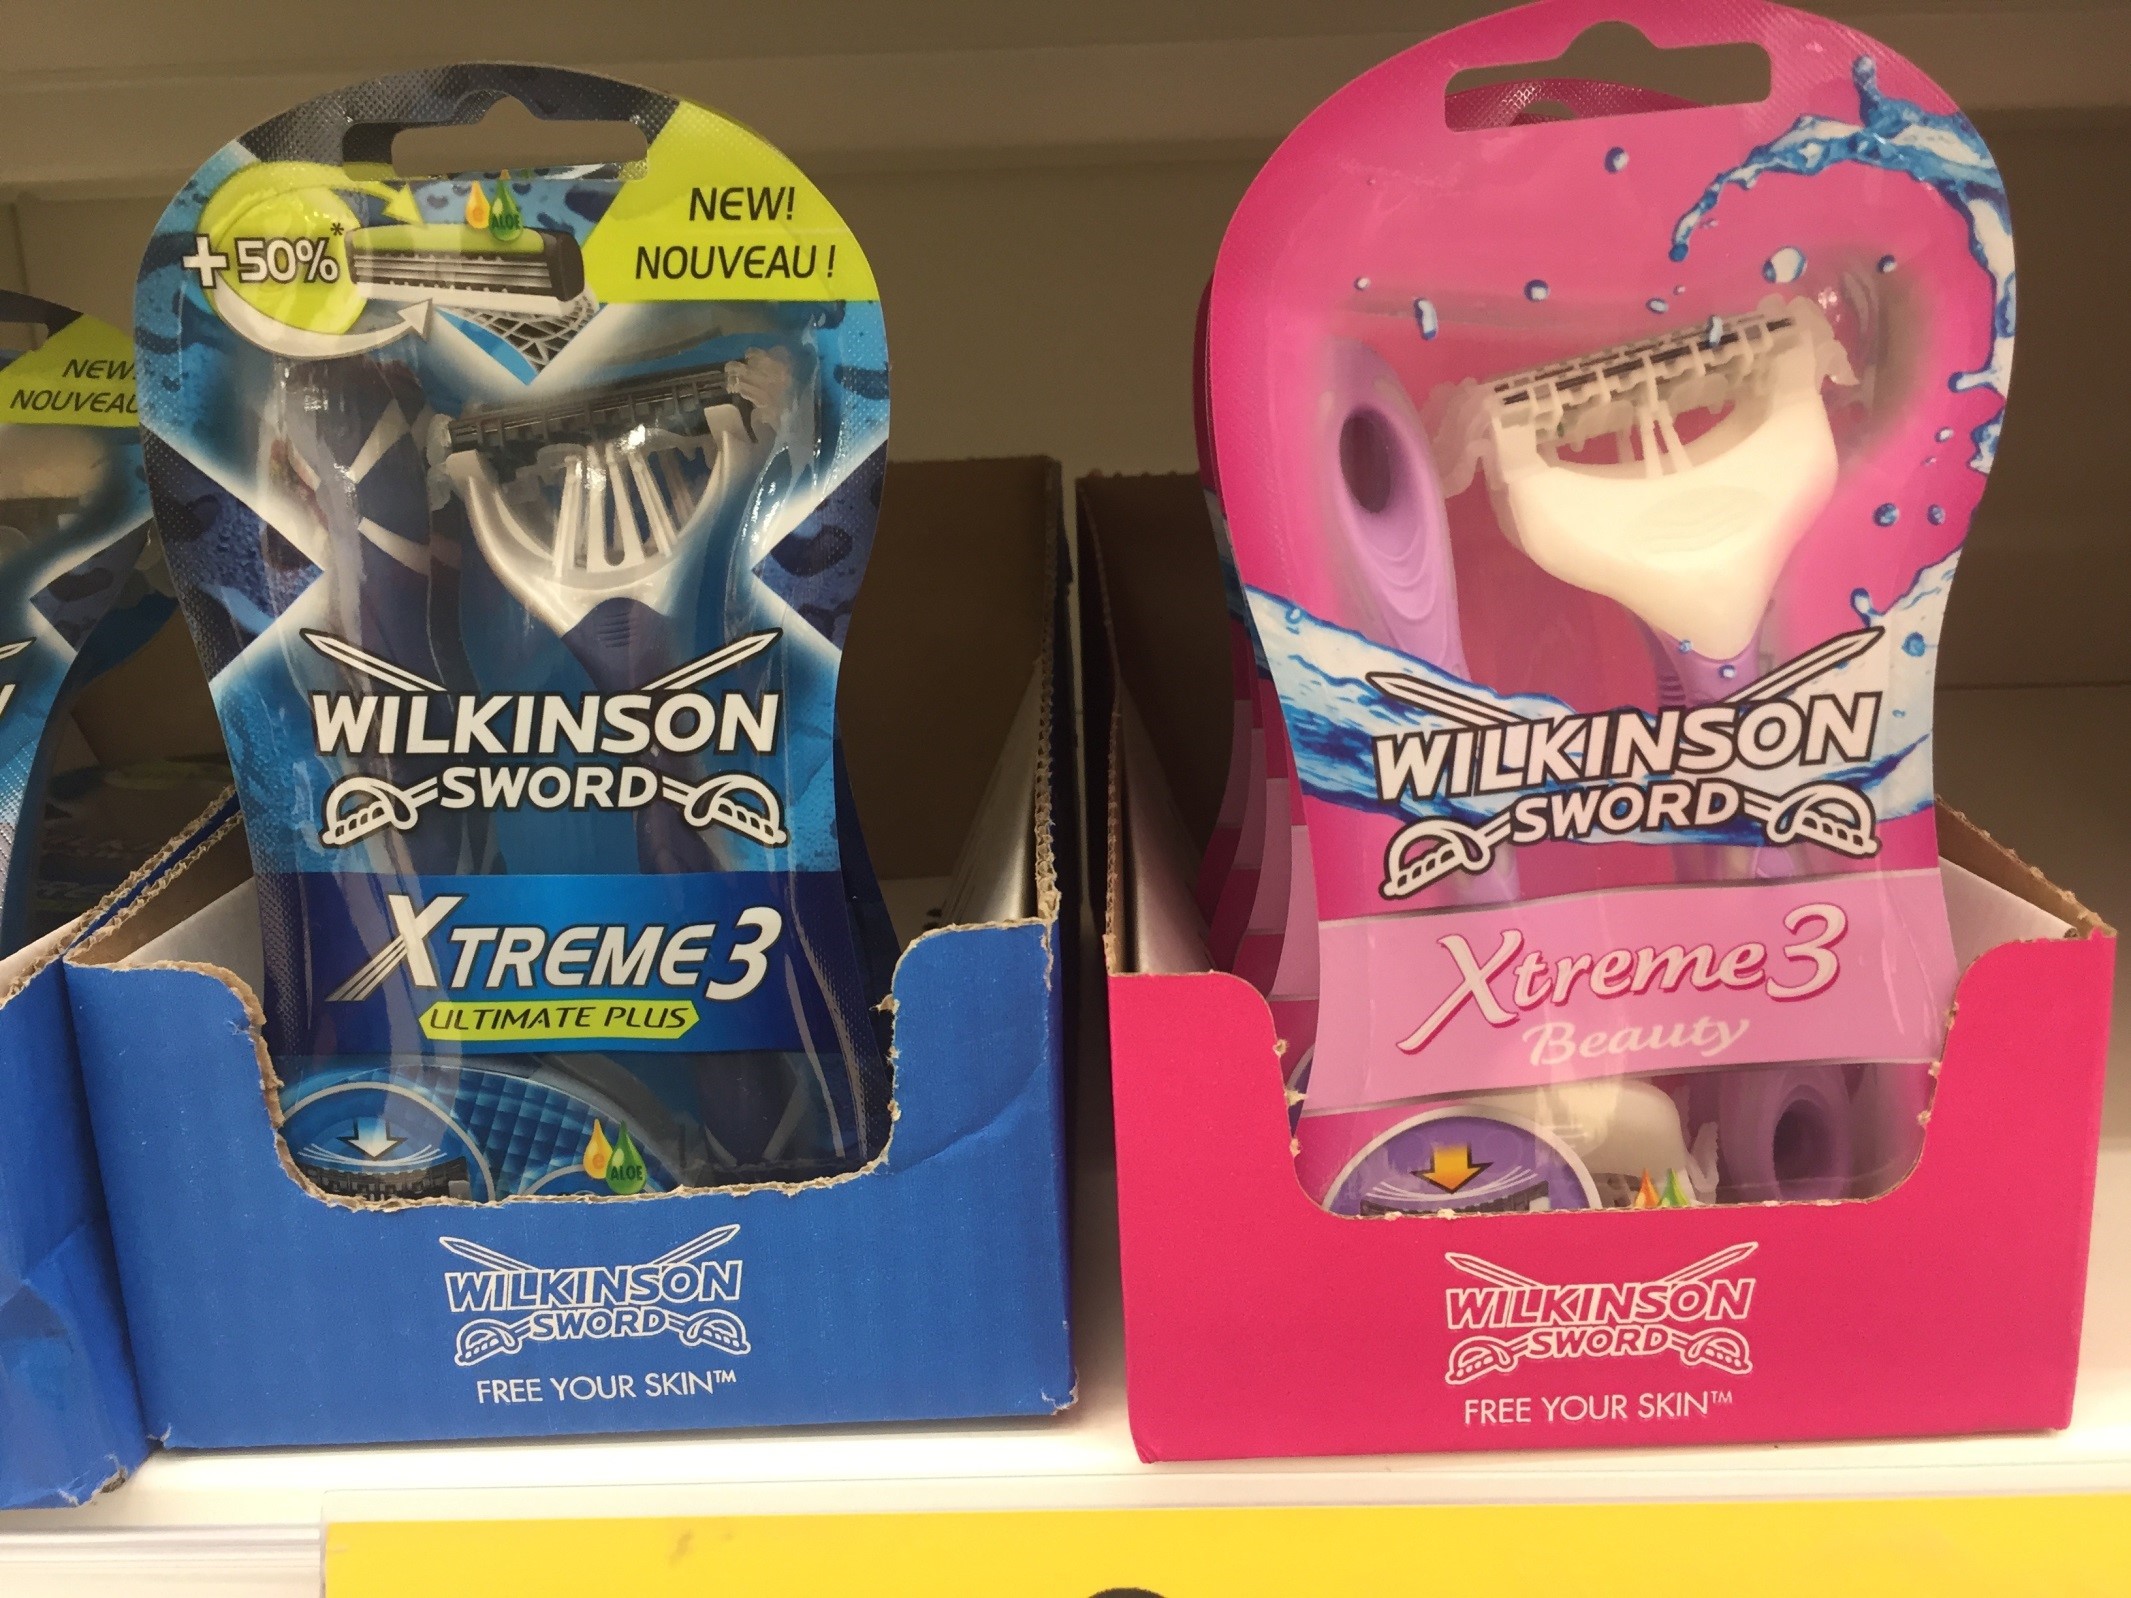 NEW!
NOUVEAU !
+50%*
ALOE
WILKINSON
SWORD
XTREME3
ULTIMATE PLUS
ALOE
WILKINSON
SWORD
FREE YOUR SKIN™
NEW
NOUVEAU
WILKINSON
SWORD
Xtreme3
Beauty
WILKINSON
SWORD
FREE YOUR SKIN™